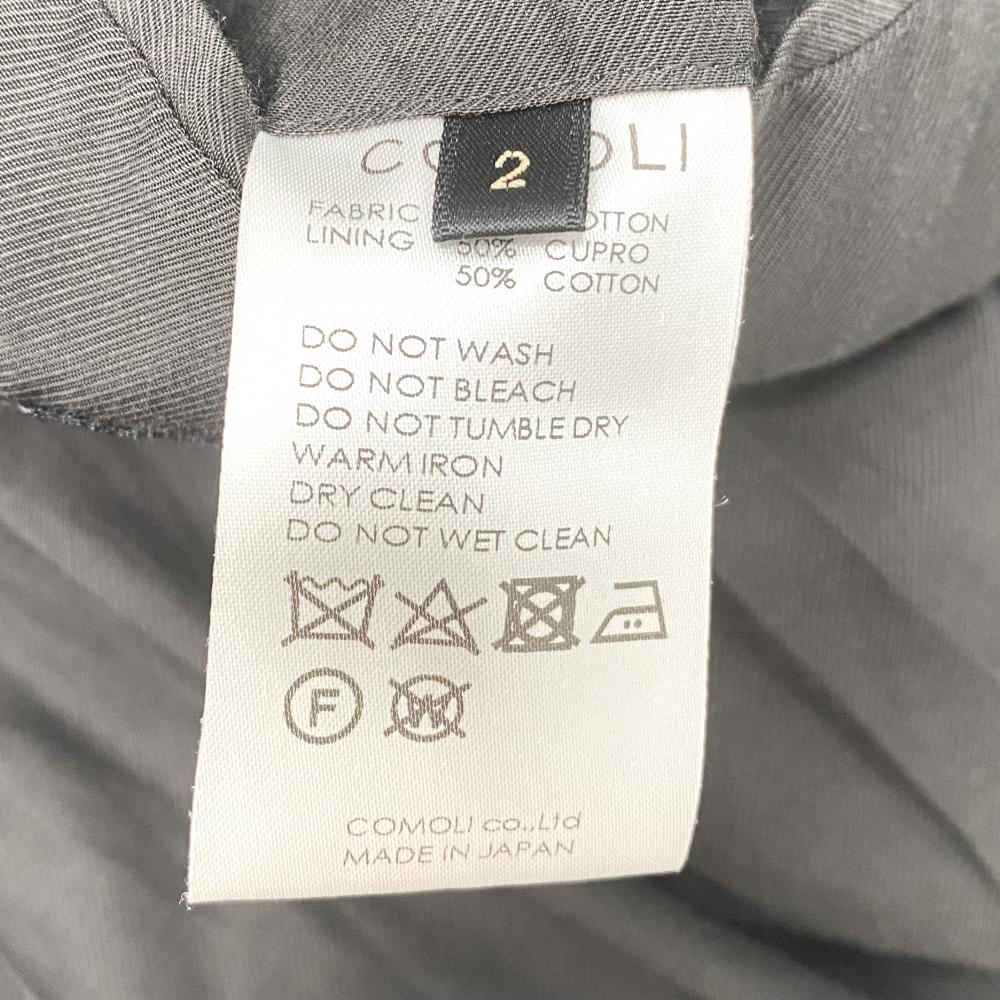 2
FABRIC
LINING 50% CUPRO
50% COTTON
DO NOT WASH
DO NOT BLEACH
DO NOT TUMBLE DRY
WARM IRON
DRY CLEAN
DO NOT WET CLEAN
F
W
COMOLI co.,Ltd
MADE IN JAPAN